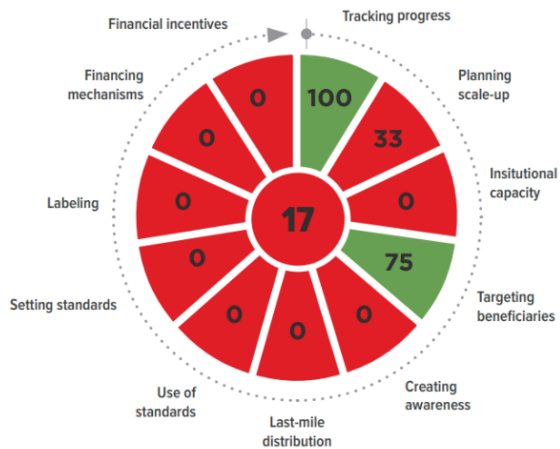 Tracking progress
100
Planning
scale-up
33
Insitutional
capacity
0
Targeting
beneficiaries
75
Creating
awareness
0
Last-mile
distribution
0
Use of
standards
0
Setting standards
0
Labeling
0
Financing
mechanisms
0
Financial incentives
0
17